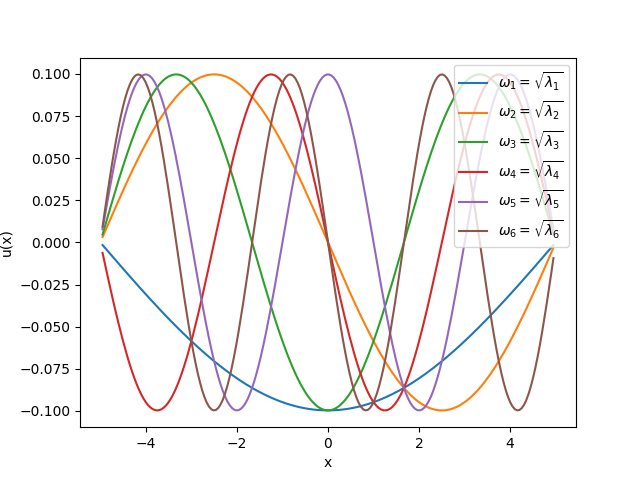 0.100
0.075
0.050
0.025
0.000
−0.025
−0.050
−0.075
−0.100
u(x)
−4
−2
0
2
4
x
ω₁ = √λ₁
ω₂ = √λ₂
ω₃ = √λ₃
ω₄ = √λ₄
ω₅ = √λ₅
ω₆ = √λ₆